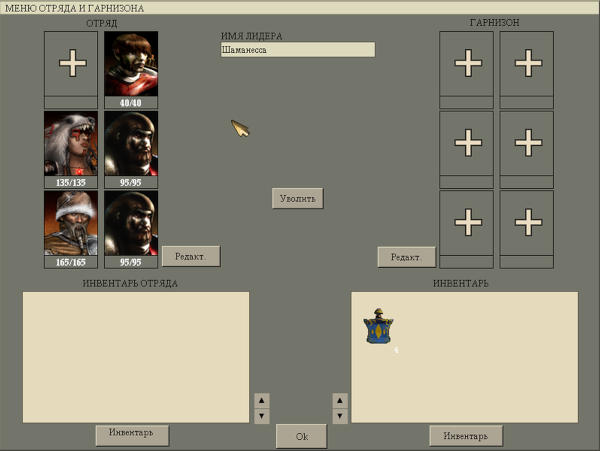 МЕНЮ ОТРЯДА И ГАРНИЗОНА
ОТРЯД
ГАРНИЗОН
ИМЯ ЛИДЕРА
Шаманесса
40/40
135/135
95/95
Уволить
165/165
95/95
Редакт.
Редакт.
ИНВЕНТАРЬ ОТРЯДА
ИНВЕНТАРЬ
4
Инвентарь
Ok
Инвентарь